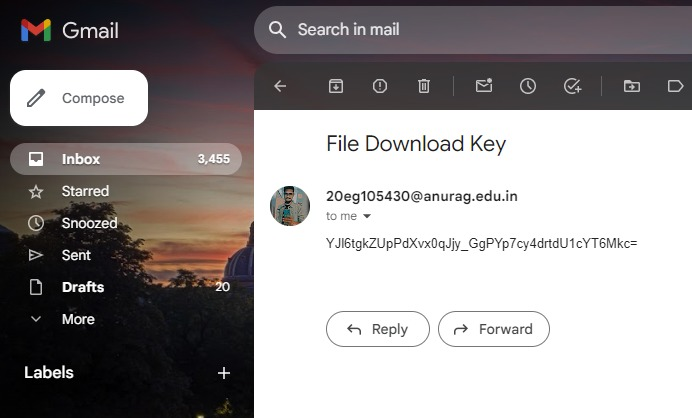 Gmail
Search in mail
Compose
Inbox 3,455
Starred
Snoozed
Sent
Drafts 20
More
Labels
File Download Key
20eg105430@anurag.edu.in
to me
YJl6tgkZUpPdXvx0qJjy_GgPYp7cy4drtdU1cYT6Mkc=
Reply
Forward